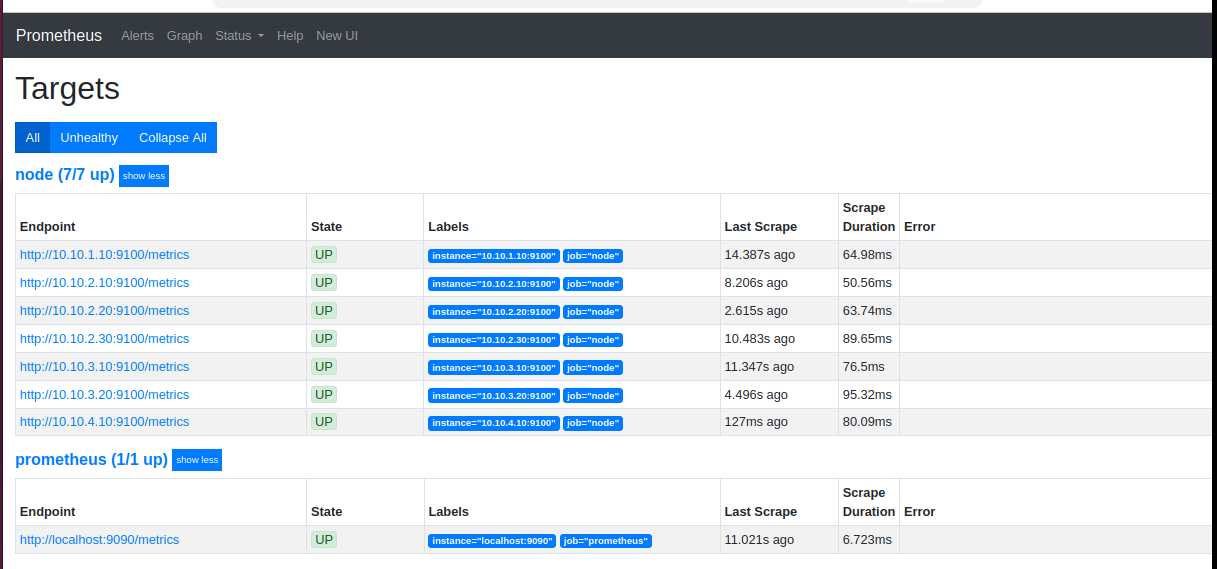 Prometheus Alerts Graph Status Help New UI
Targets
All Unhealthy Collapse All
node (7/7 up) show less
Endpoint State Labels Last Scrape Scrape Duration Error
http://10.10.1.10:9100/metrics UP instance="10.10.1.10:9100" job="node" 14.387s ago 64.98ms
http://10.10.2.10:9100/metrics UP instance="10.10.2.10:9100" job="node" 8.206s ago 50.56ms
http://10.10.2.20:9100/metrics UP instance="10.10.2.20:9100" job="node" 2.615s ago 63.74ms
http://10.10.2.30:9100/metrics UP instance="10.10.2.30:9100" job="node" 10.483s ago 89.65ms
http://10.10.3.10:9100/metrics UP instance="10.10.3.10:9100" job="node" 11.347s ago 76.5ms
http://10.10.3.20:9100/metrics UP instance="10.10.3.20:9100" job="node" 4.496s ago 95.32ms
http://10.10.4.10:9100/metrics UP instance="10.10.4.10:9100" job="node" 127ms ago 80.09ms
prometheus (1/1 up) show less
Endpoint State Labels Last Scrape Scrape Duration Error
http://localhost:9090/metrics UP instance="localhost:9090" job="prometheus" 11.021s ago 6.723ms